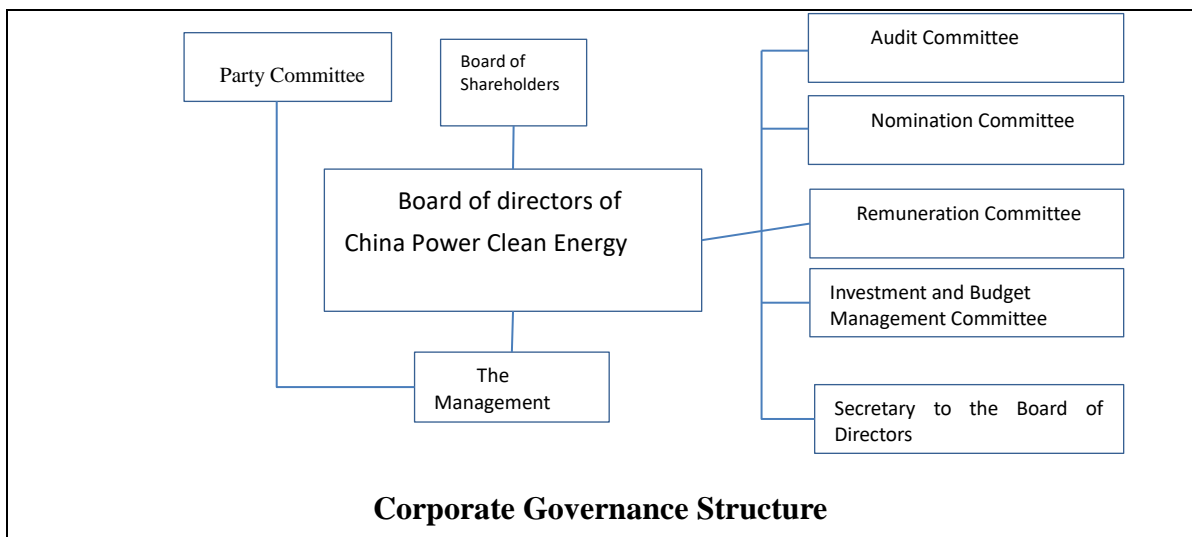 Party Committee
Board of
Shareholders
Board of directors of
China Power Clean Energy
The
Management
Audit Committee
Nomination Committee
Remuneration Committee
Investment and Budget
Management Committee
Secretary to the Board of
Directors
Corporate Governance Structure